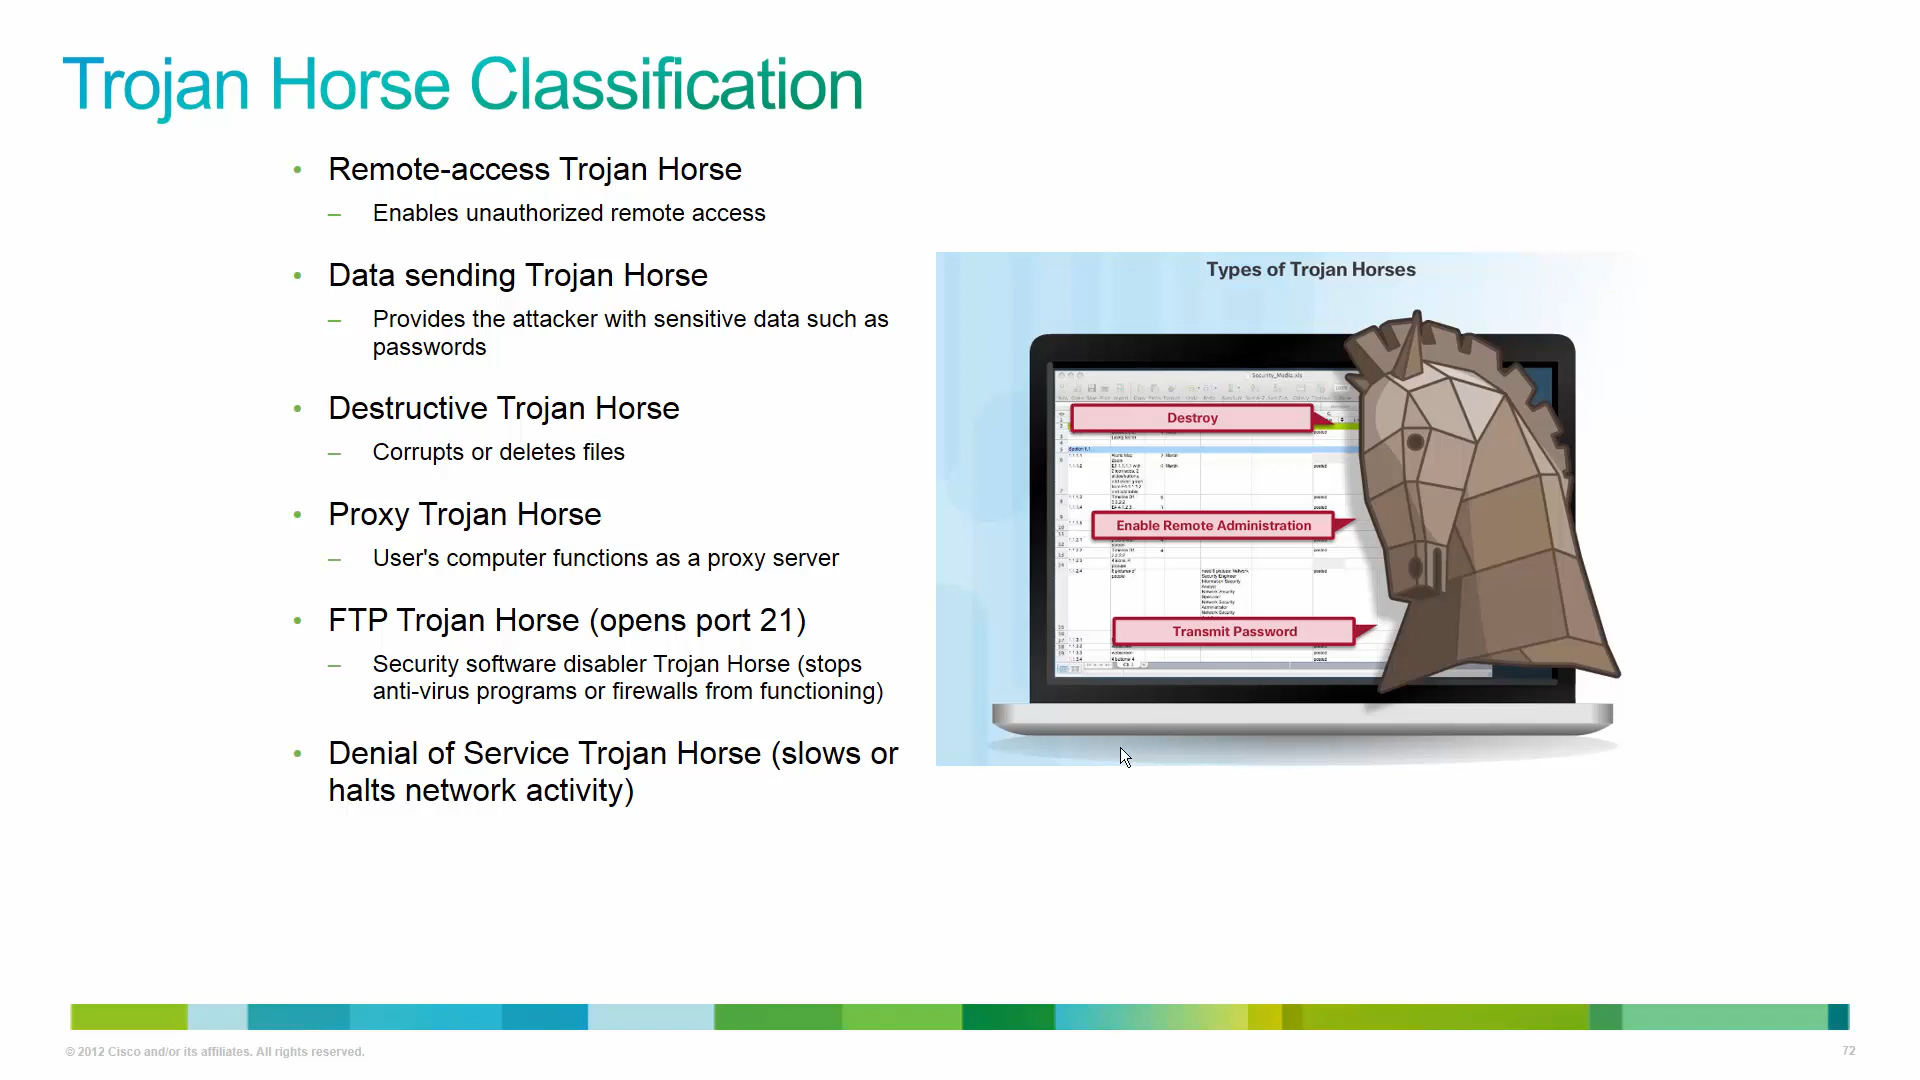 Trojan Horse Classification
• Remote-access Trojan Horse
– Enables unauthorized remote access
• Data sending Trojan Horse
– Provides the attacker with sensitive data such as
passwords
• Destructive Trojan Horse
– Corrupts or deletes files
• Proxy Trojan Horse
– User's computer functions as a proxy server
• FTP Trojan Horse (opens port 21)
– Security software disabler Trojan Horse (stops
anti-virus programs or firewalls from functioning)
• Denial of Service Trojan Horse (slows or
halts network activity)
Types of Trojan Horses
Security_Media.xls
Destroy
Enable Remote Administration
Transmit Password
© 2012 Cisco and/or its affiliates. All rights reserved.
72